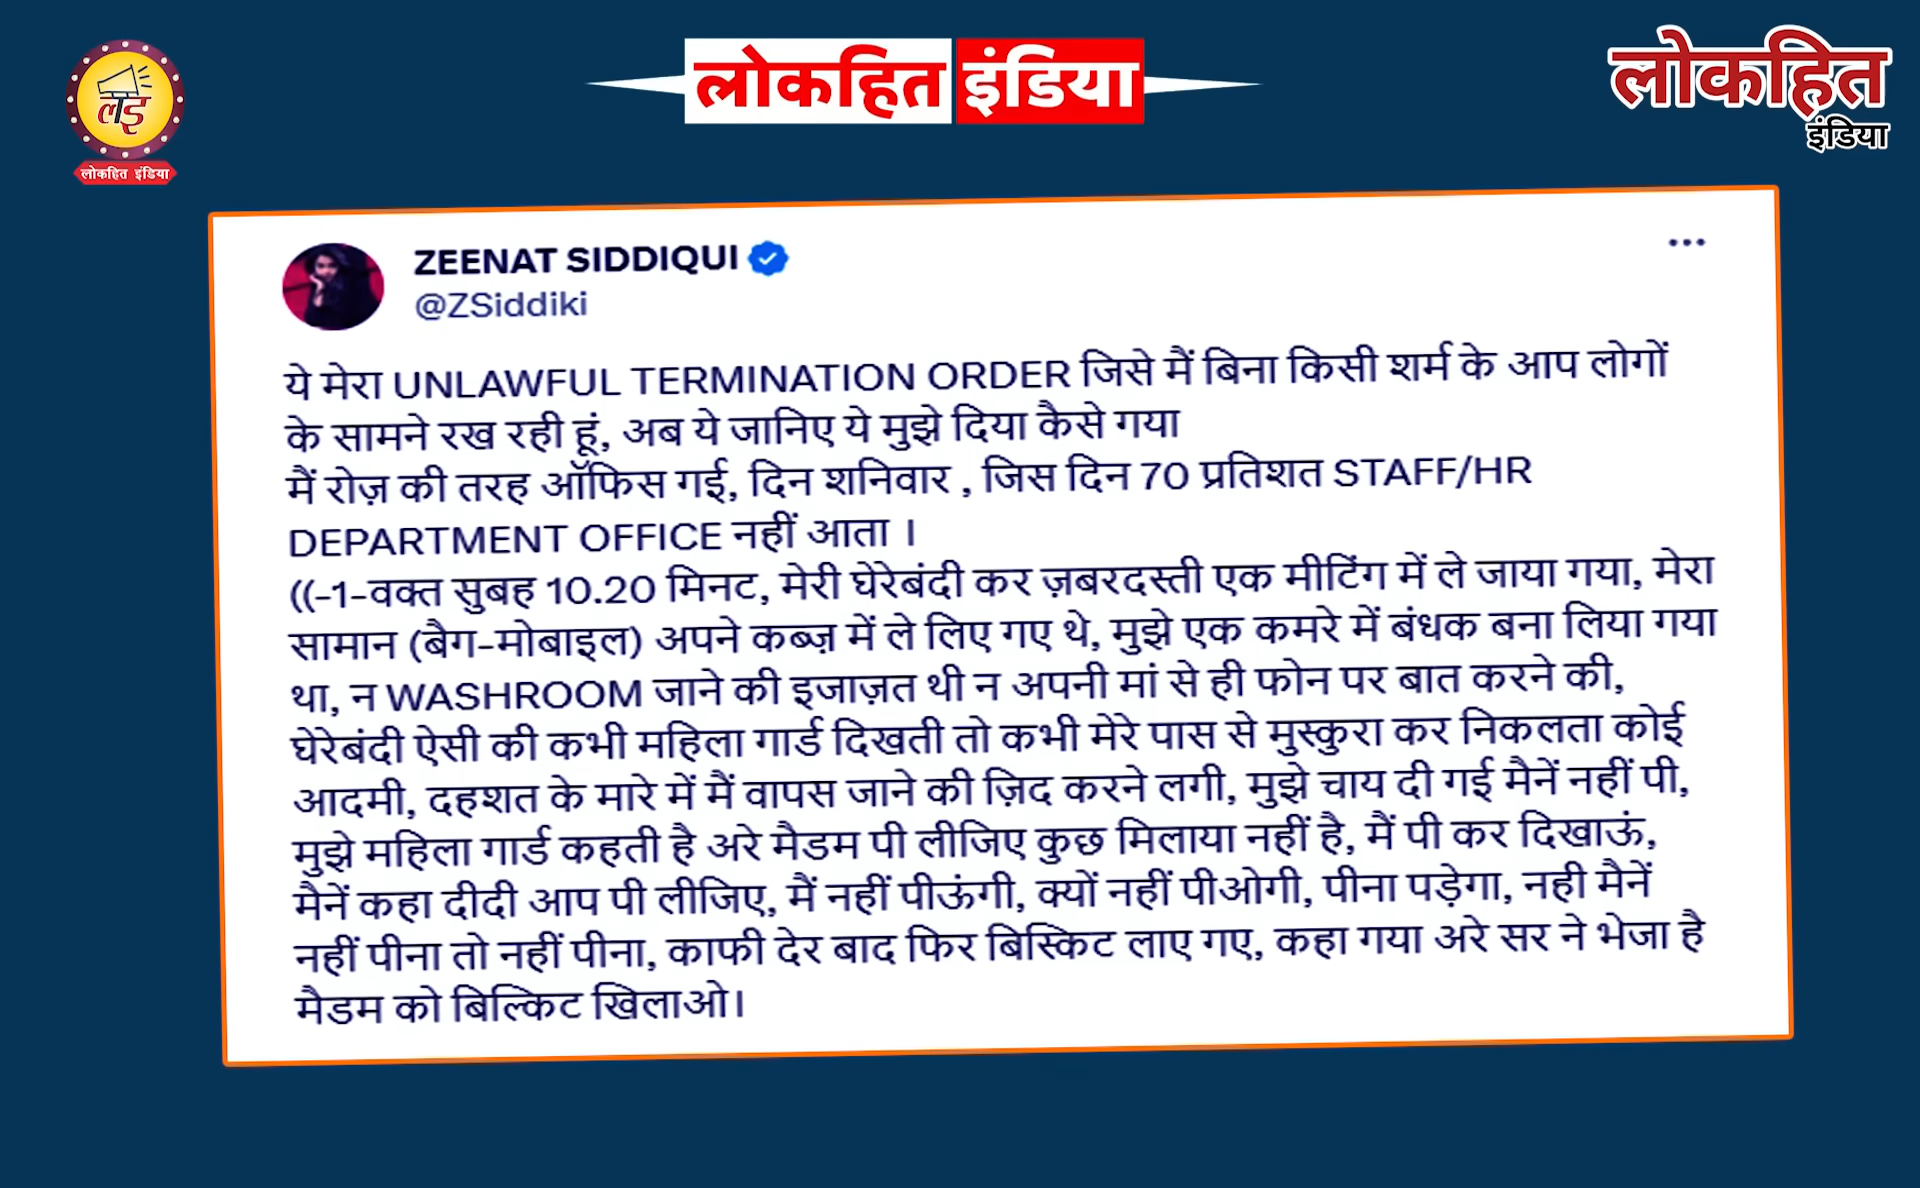 लोकहित इंडिया
लोकहित
इंडिया
लइ
लोकहित इंडिया
ZEENAT SIDDIQUI
@ZSiddiki
ये मेरा UNLAWFUL TERMINATION ORDER जिसे मैं बिना किसी शर्म के आप लोगों
के सामने रख रही हूं, अब ये जानिए ये मुझे दिया कैसे गया
मैं रोज़ की तरह ऑफिस गई, दिन शनिवार , जिस दिन 70 प्रतिशत STAFF/HR
DEPARTMENT OFFICE नहीं आता ।
((-1-वक्त सुबह 10.20 मिनट, मेरी घेरेबंदी कर ज़बरदस्ती एक मीटिंग में ले जाया गया, मेरा
सामान (बैग-मोबाइल) अपने कब्ज़ में ले लिए गए थे, मुझे एक कमरे में बंधक बना लिया गया
था, न WASHROOM जाने की इजाज़त थी न अपनी मां से ही फोन पर बात करने की,
घेरेबंदी ऐसी की कभी महिला गार्ड दिखती तो कभी मेरे पास से मुस्कुरा कर निकलता कोई
आदमी, दहशत के मारे में मैं वापस जाने की ज़िद करने लगी, मुझे चाय दी गई मैनें नहीं पी,
मुझे महिला गार्ड कहती है अरे मैडम पी लीजिए कुछ मिलाया नहीं है, मैं पी कर दिखाऊं,
मैनें कहा दीदी आप पी लीजिए, मैं नहीं पीऊंगी, क्यों नहीं पीओगी, पीना पड़ेगा, नही मैनें
नहीं पीना तो नहीं पीना, काफी देर बाद फिर बिस्किट लाए गए, कहा गया अरे सर ने भेजा है
मैडम को बिल्किट खिलाओ।